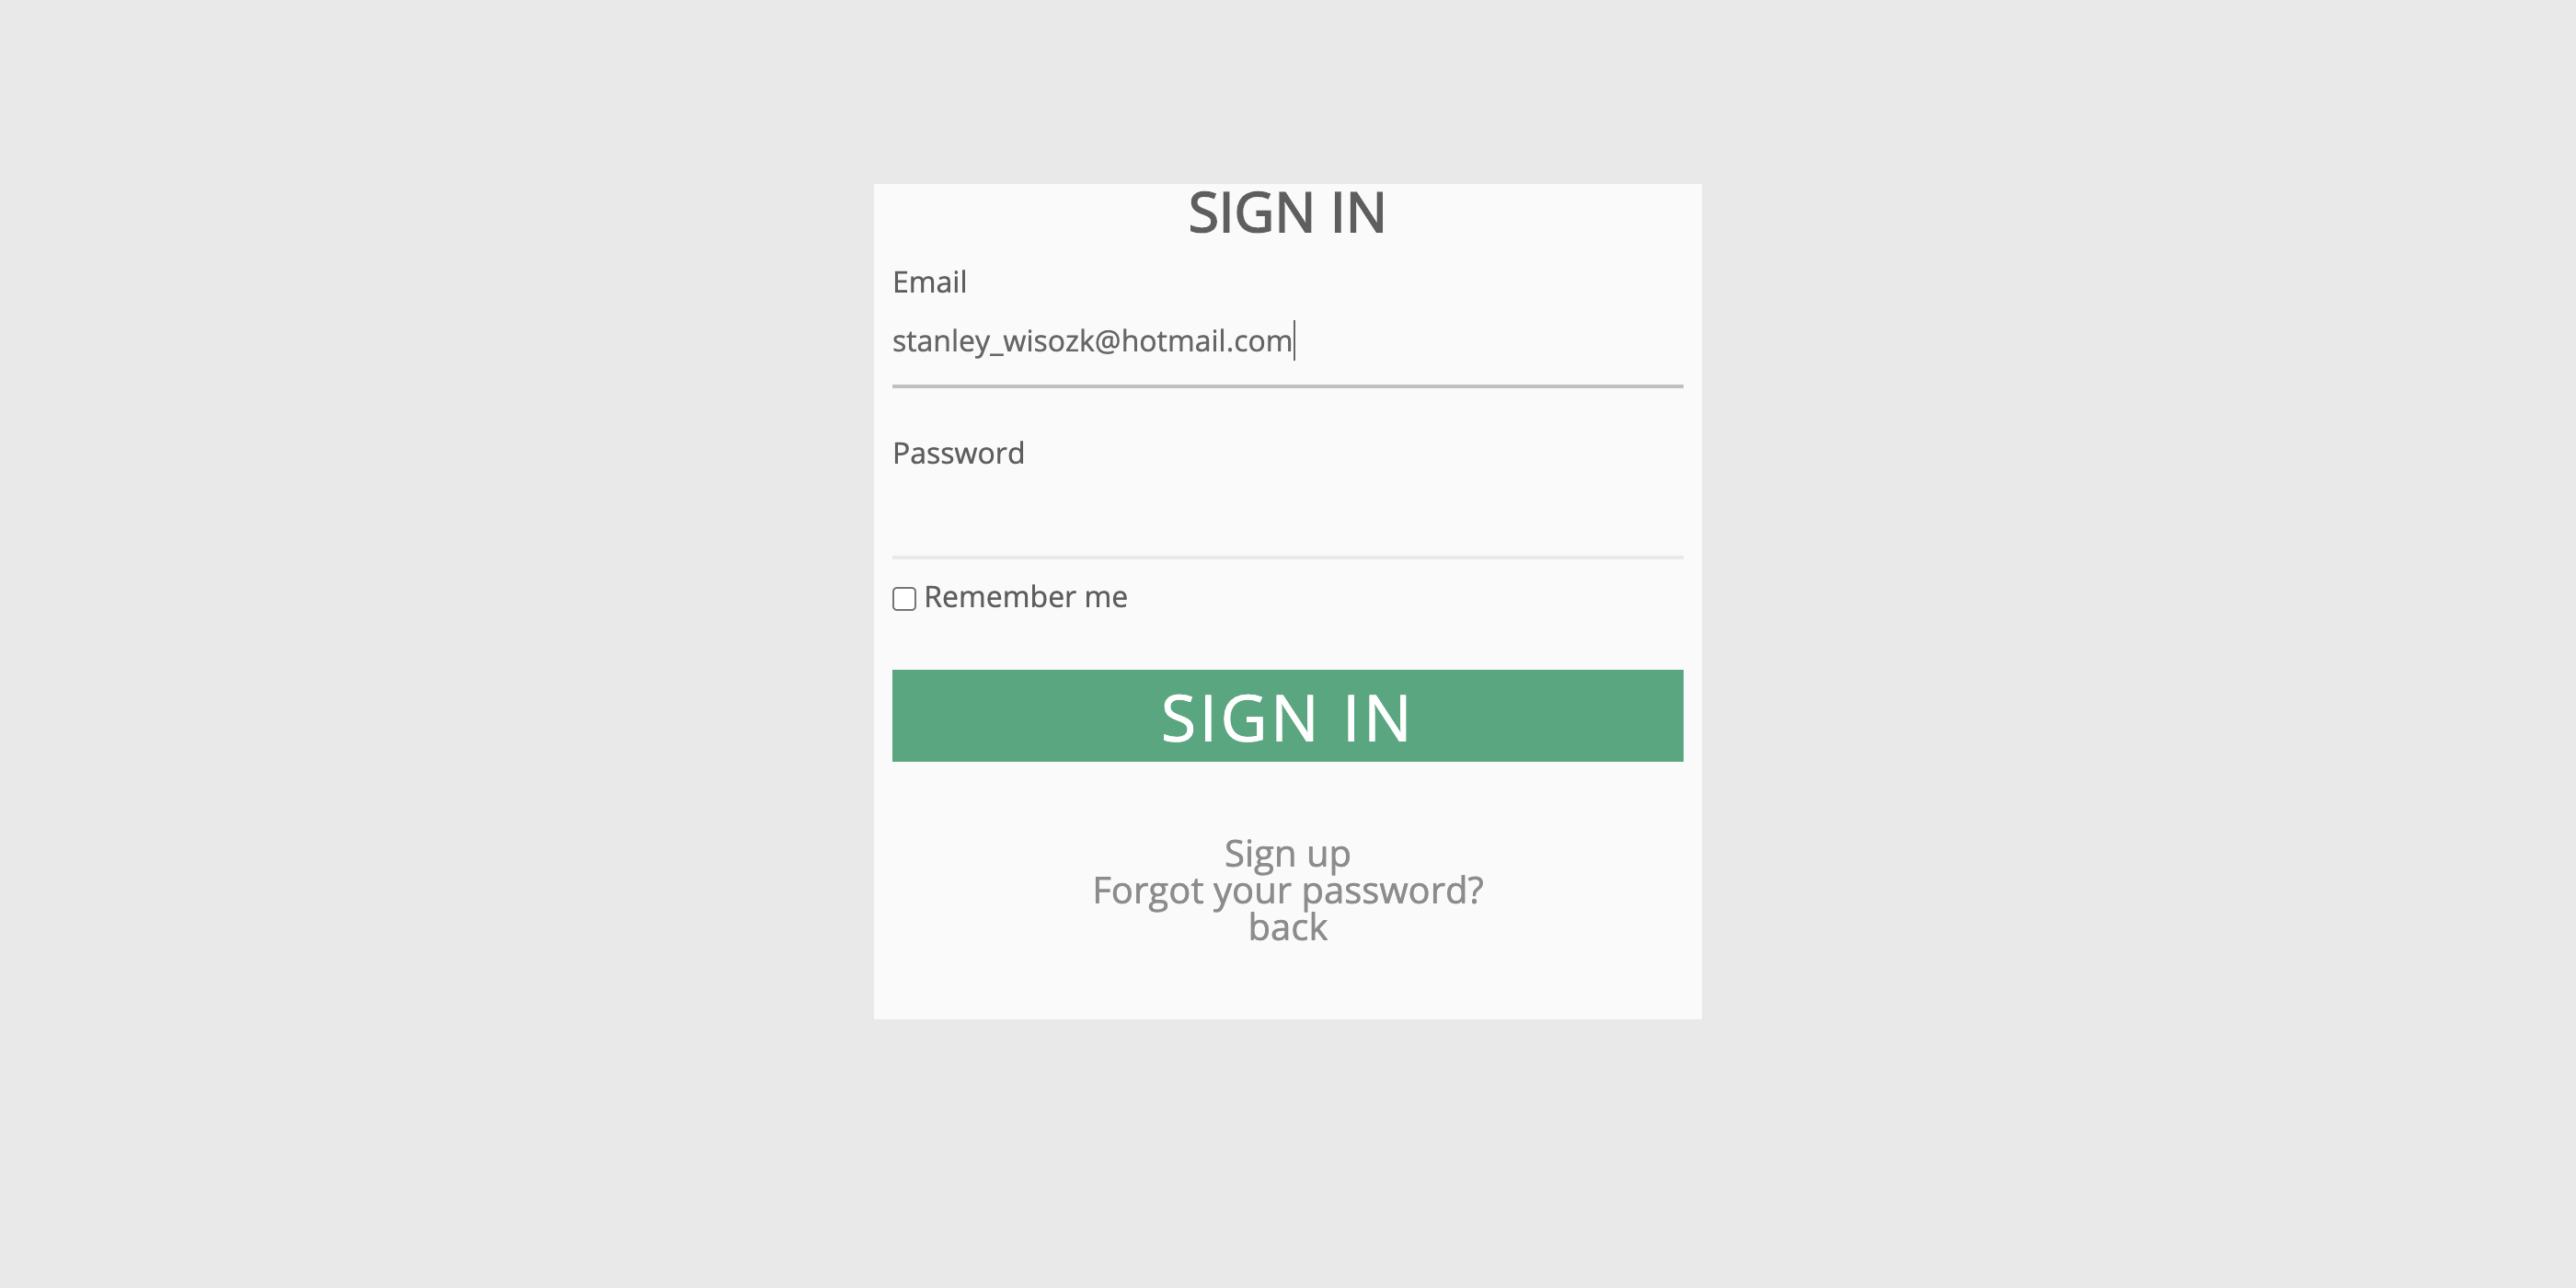 SIGN IN
Email
stanley_wisozk@hotmail.com
Password
Remember me
SIGN IN
Sign up
Forgot your password?
back